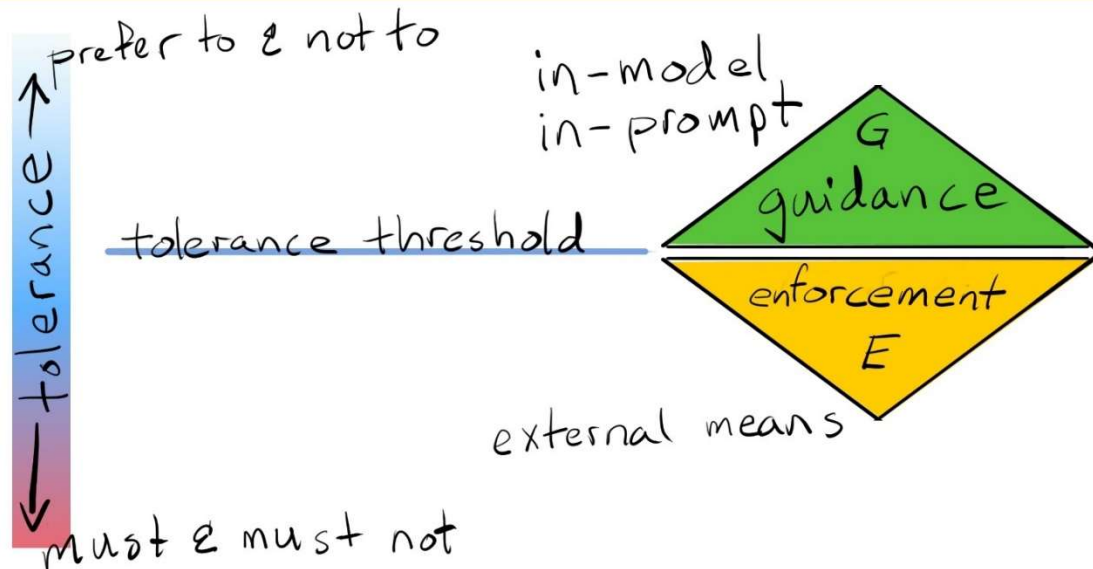 prefer to & not to
in-model
in-prompt
G
guidance
tolerance
tolerance threshold
enforcement
E
external means
must & must not